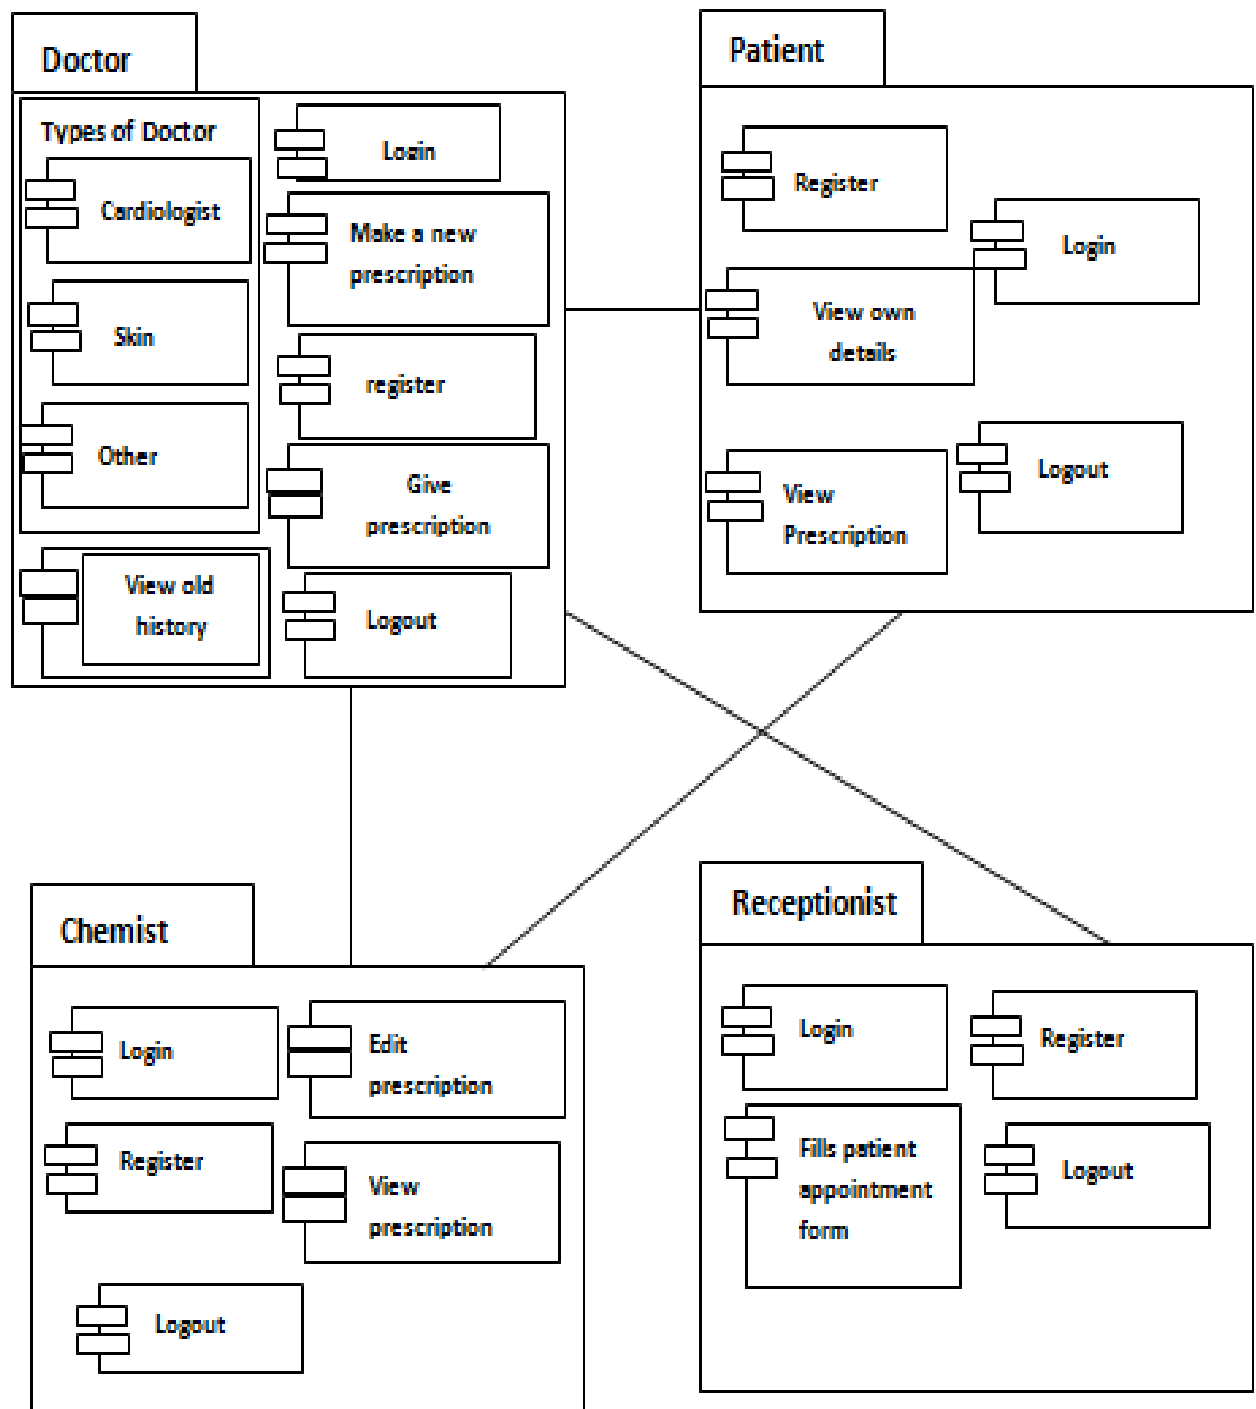 Doctor
Types of Doctor
Cardiologist
Skin
Other
View old
history
Login
Make a new
prescription
register
Give
prescription
Logout
Patient
Register
Login
View own
details
View
Prescription
Logout
Chemist
Login
Edit
prescription
Register
View
prescription
Logout
Receptionist
Login
Register
Fills patient
appointment
form
Logout